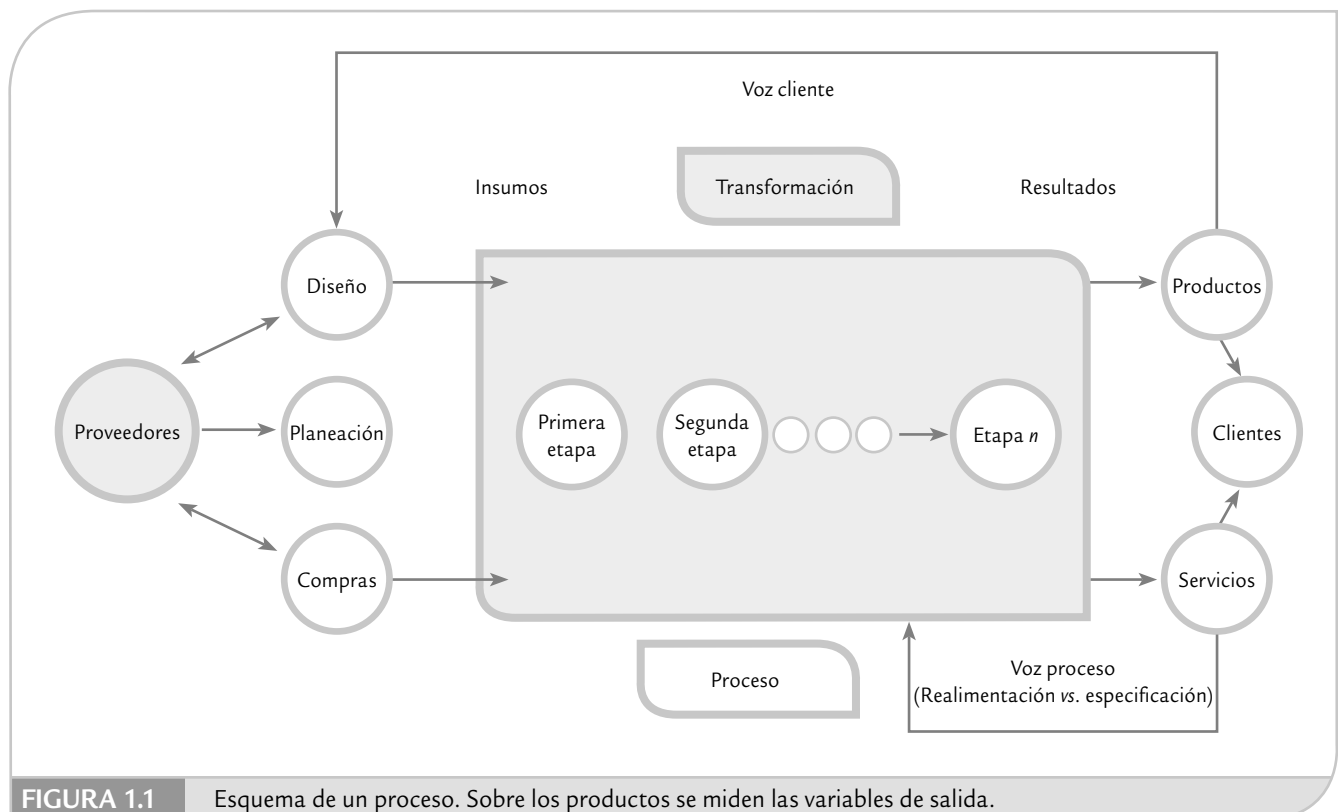 Voz cliente
Insumos
Transformación
Resultados
Diseño
Productos
Proveedores
Planeación
Primera
etapa
Segunda
etapa
Etapa n
Clientes
Compras
Servicios
Proceso
Voz proceso
(Realimentación vs. especificación)
FIGURA 1.1 Esquema de un proceso. Sobre los productos se miden las variables de salida.